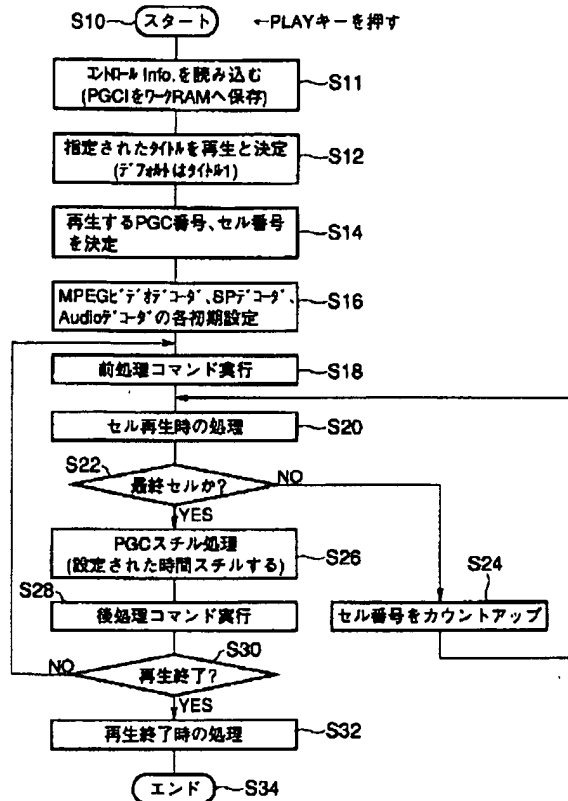 S10 スタート ←PLAYキーを押す
コントロール Info.を読み込む
(PGCIをワークRAMへ保存)
S11
指定されたタイトルを再生と決定
(デフォルトはタイトル1)
S12
再生するPGC番号、セル番号
を決定
S14
MPEGビデオデコーダ、SPデコーダ、
Audioデコーダの各初期設定
S16
前処理コマンド実行 S18
セル再生時の処理 S20
S22
最終セルか?
NO
YES
PGCスチル処理
(設定された時間スチルする)
S26
S24
セル番号をカウントアップ
S28
後処理コマンド実行
S30
再生終了?
NO
YES
再生終了時の処理 S32
エンド S34